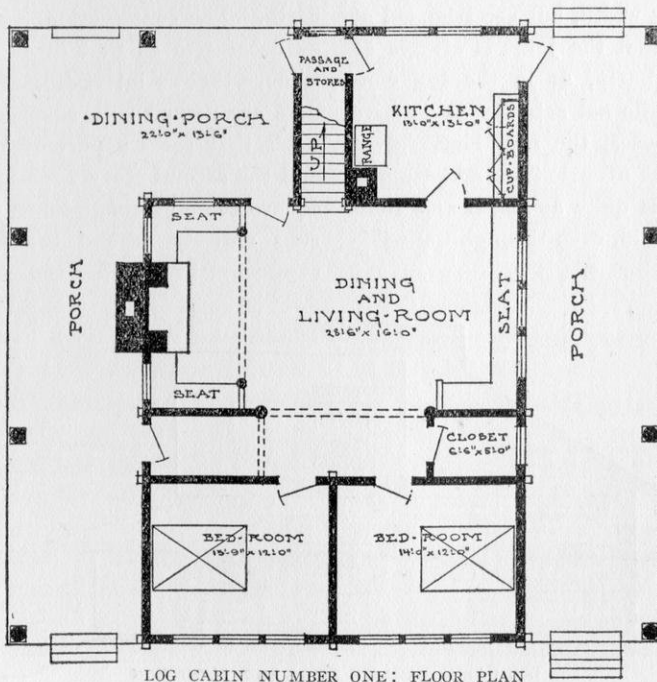 PASSAGE
AND
STORES
KITCHEN
13'-0" x 13'-0"
DINING PORCH
22'-0" x 13'-6"
UP
RANGE
CUP-BOARDS
SEAT
PORCH
DINING
AND
LIVING-ROOM
28'-6" x 16'-0"
SEAT
PORCH
SEAT
CLOSET
6'-6" x 5'-0"
BED-ROOM
13'-9" x 12'-0"
BED-ROOM
14'-0" x 12'-0"
LOG CABIN NUMBER ONE: FLOOR PLAN